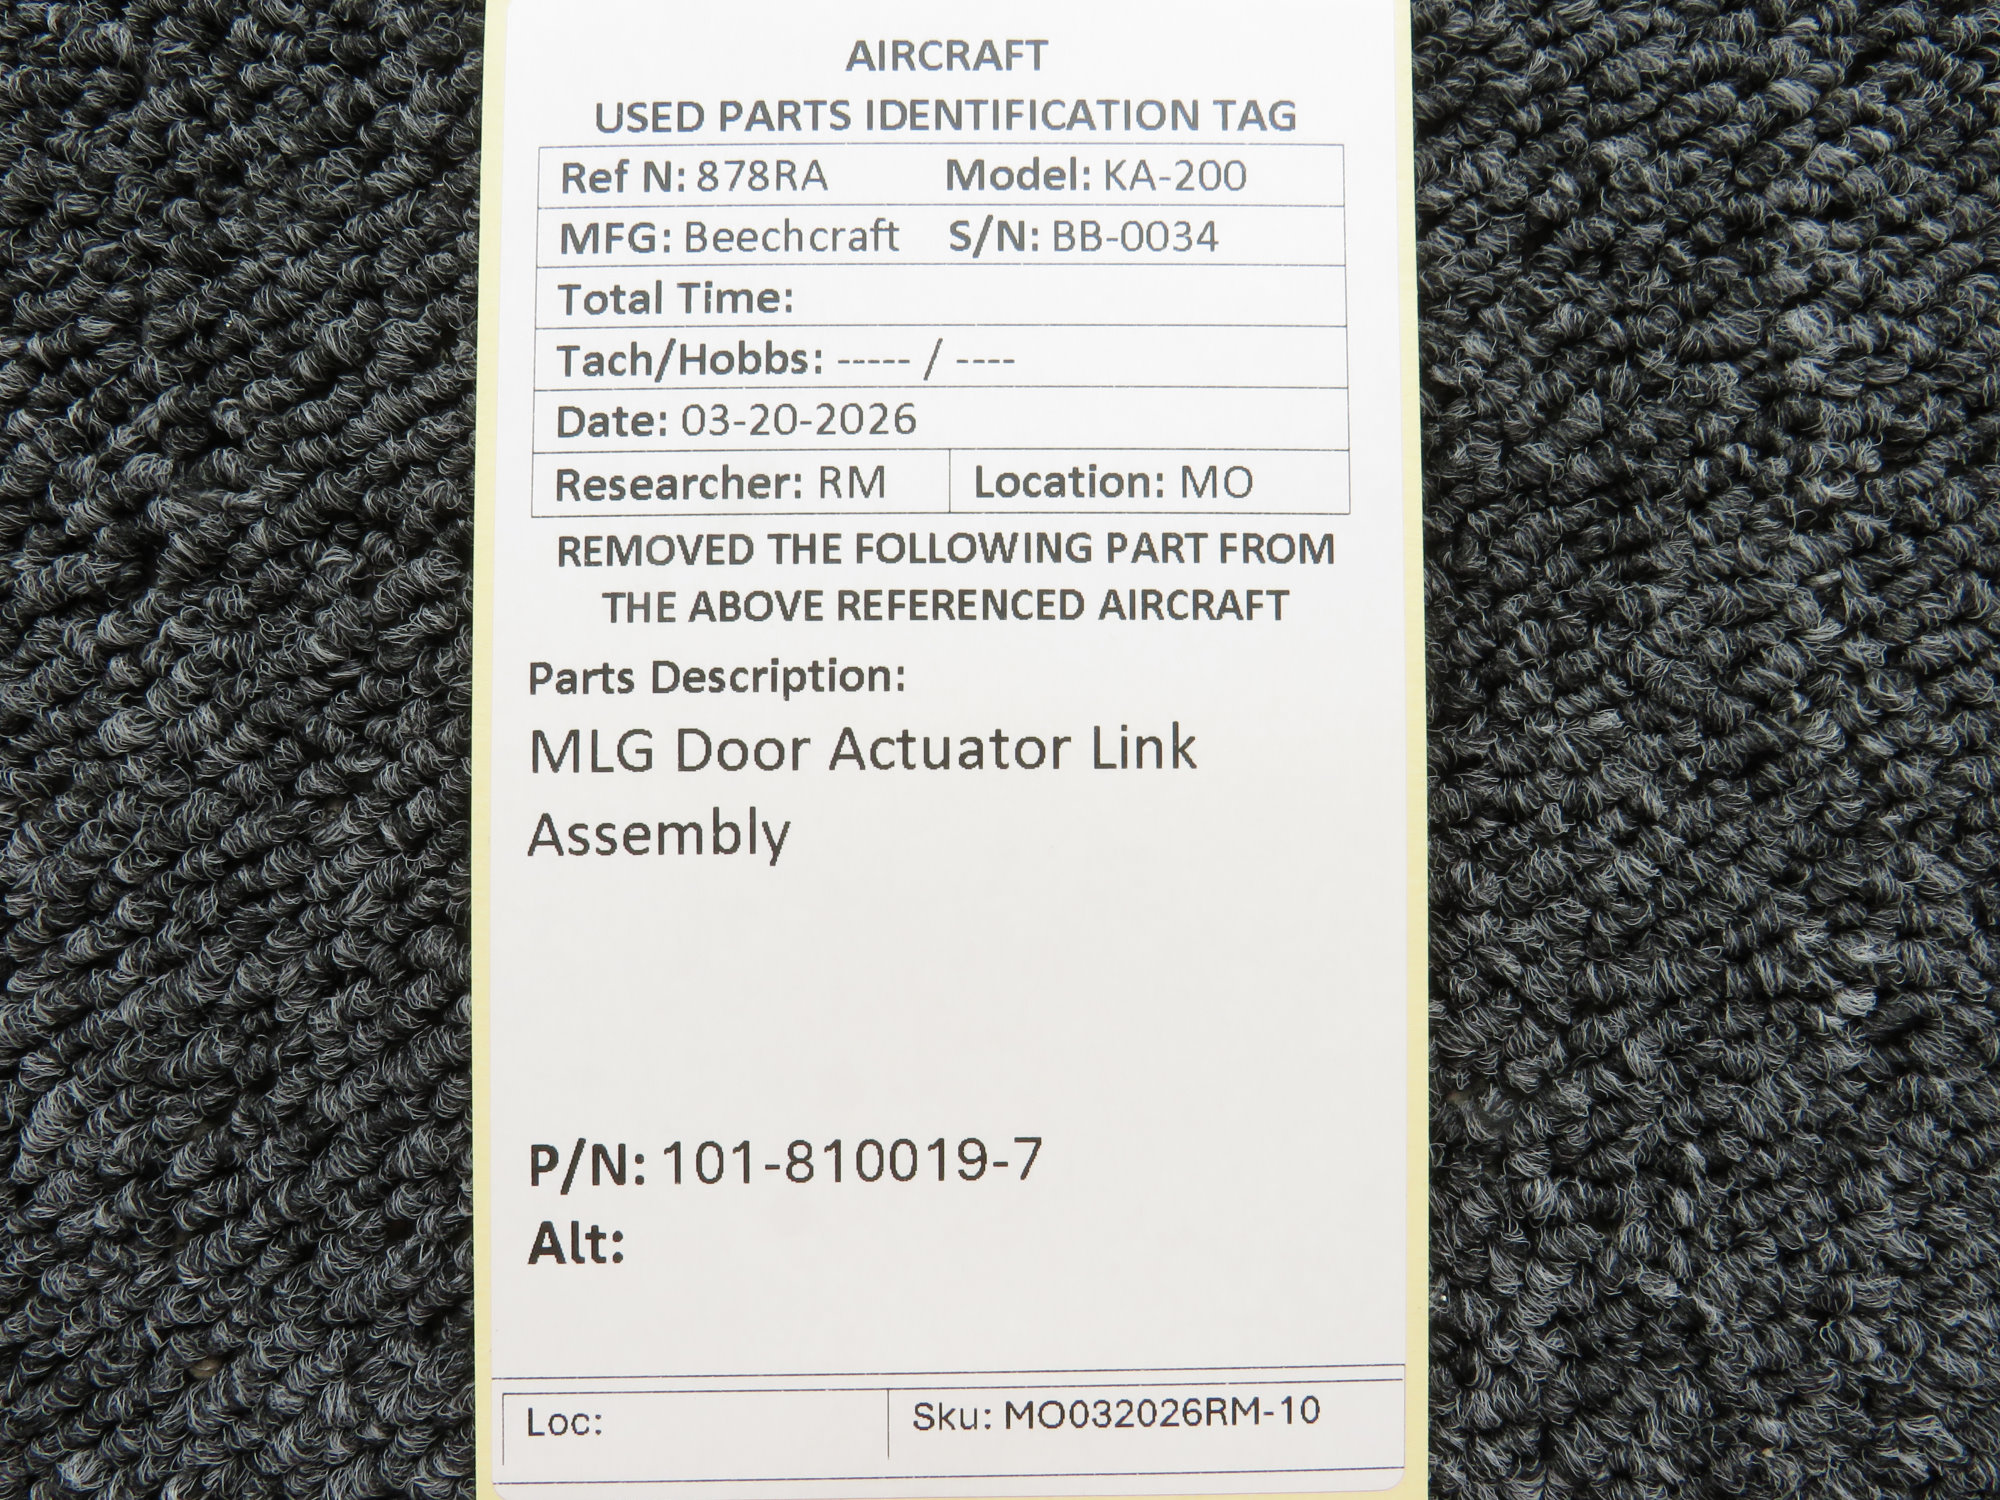 AIRCRAFT
USED PARTS IDENTIFICATION TAG
Ref N: 878RA Model: KA-200
MFG: Beechcraft S/N: BB-0034
Total Time:
Tach/Hobbs: ----- / ----
Date: 03-20-2026
Researcher: RM Location: MO
REMOVED THE FOLLOWING PART FROM
THE ABOVE REFERENCED AIRCRAFT
Parts Description:
MLG Door Actuator Link
Assembly
P/N: 101-810019-7
Alt:
Loc: Sku: MO032026RM-10